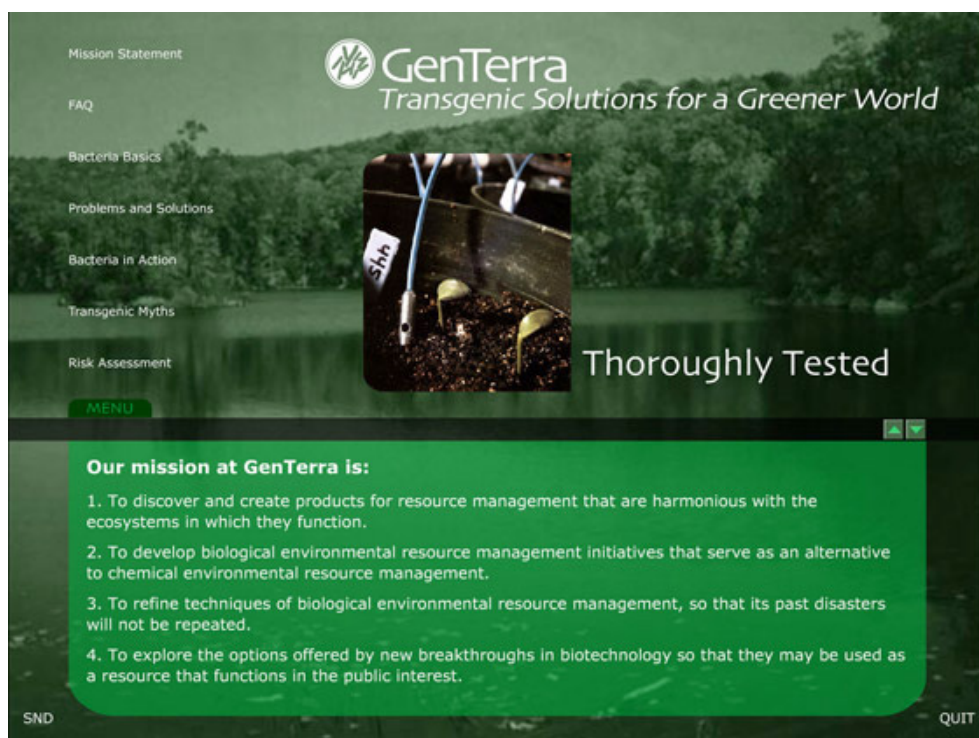 Mission Statement
FAQ
Bacteria Basics
Problems and Solutions
Bacteria in Action
Transgenic Myths
Risk Assessment
MENU
GenTerra
Transgenic Solutions for a Greener World
Shh
Thoroughly Tested
Our mission at GenTerra is:
1. To discover and create products for resource management that are harmonious with the
ecosystems in which they function.
2. To develop biological environmental resource management initiatives that serve as an alternative
to chemical environmental resource management.
3. To refine techniques of biological environmental resource management, so that its past disasters
will not be repeated.
4. To explore the options offered by new breakthroughs in biotechnology so that they may be used as
a resource that functions in the public interest.
SND
QUIT